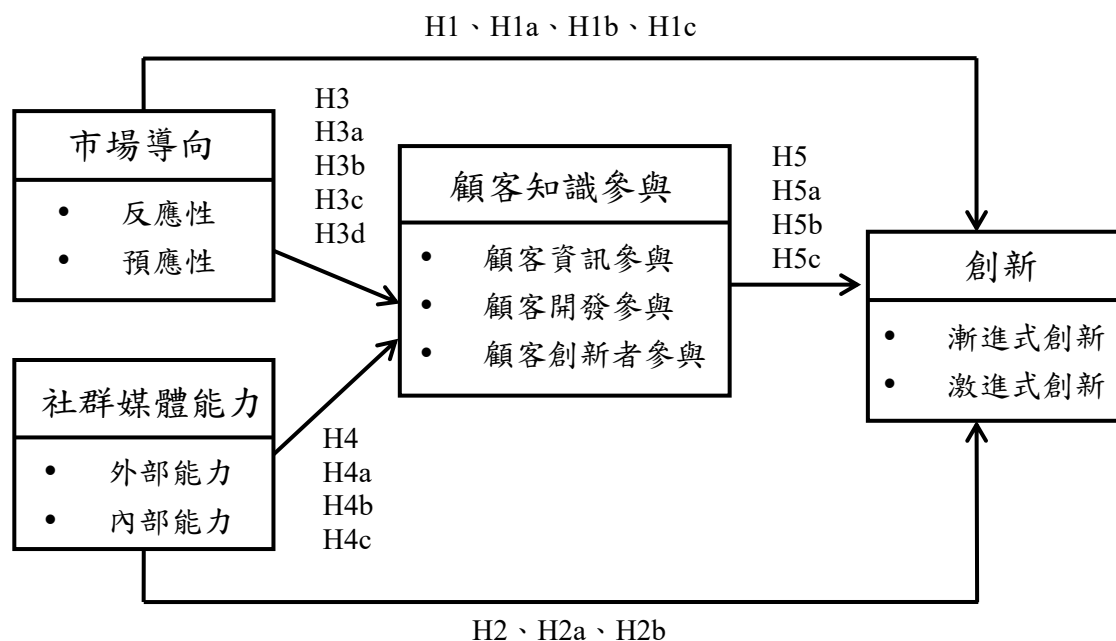 H1、H1a、H1b、H1c
市場導向
• 反應性
• 預應性
H3
H3a
H3b
H3c
H3d
顧客知識參與
• 顧客資訊參與
• 顧客開發參與
• 顧客創新者參與
H5
H5a
H5b
H5c
創新
• 漸進式創新
• 激進式創新
社群媒體能力
• 外部能力
• 內部能力
H4
H4a
H4b
H4c
H2、H2a、H2b